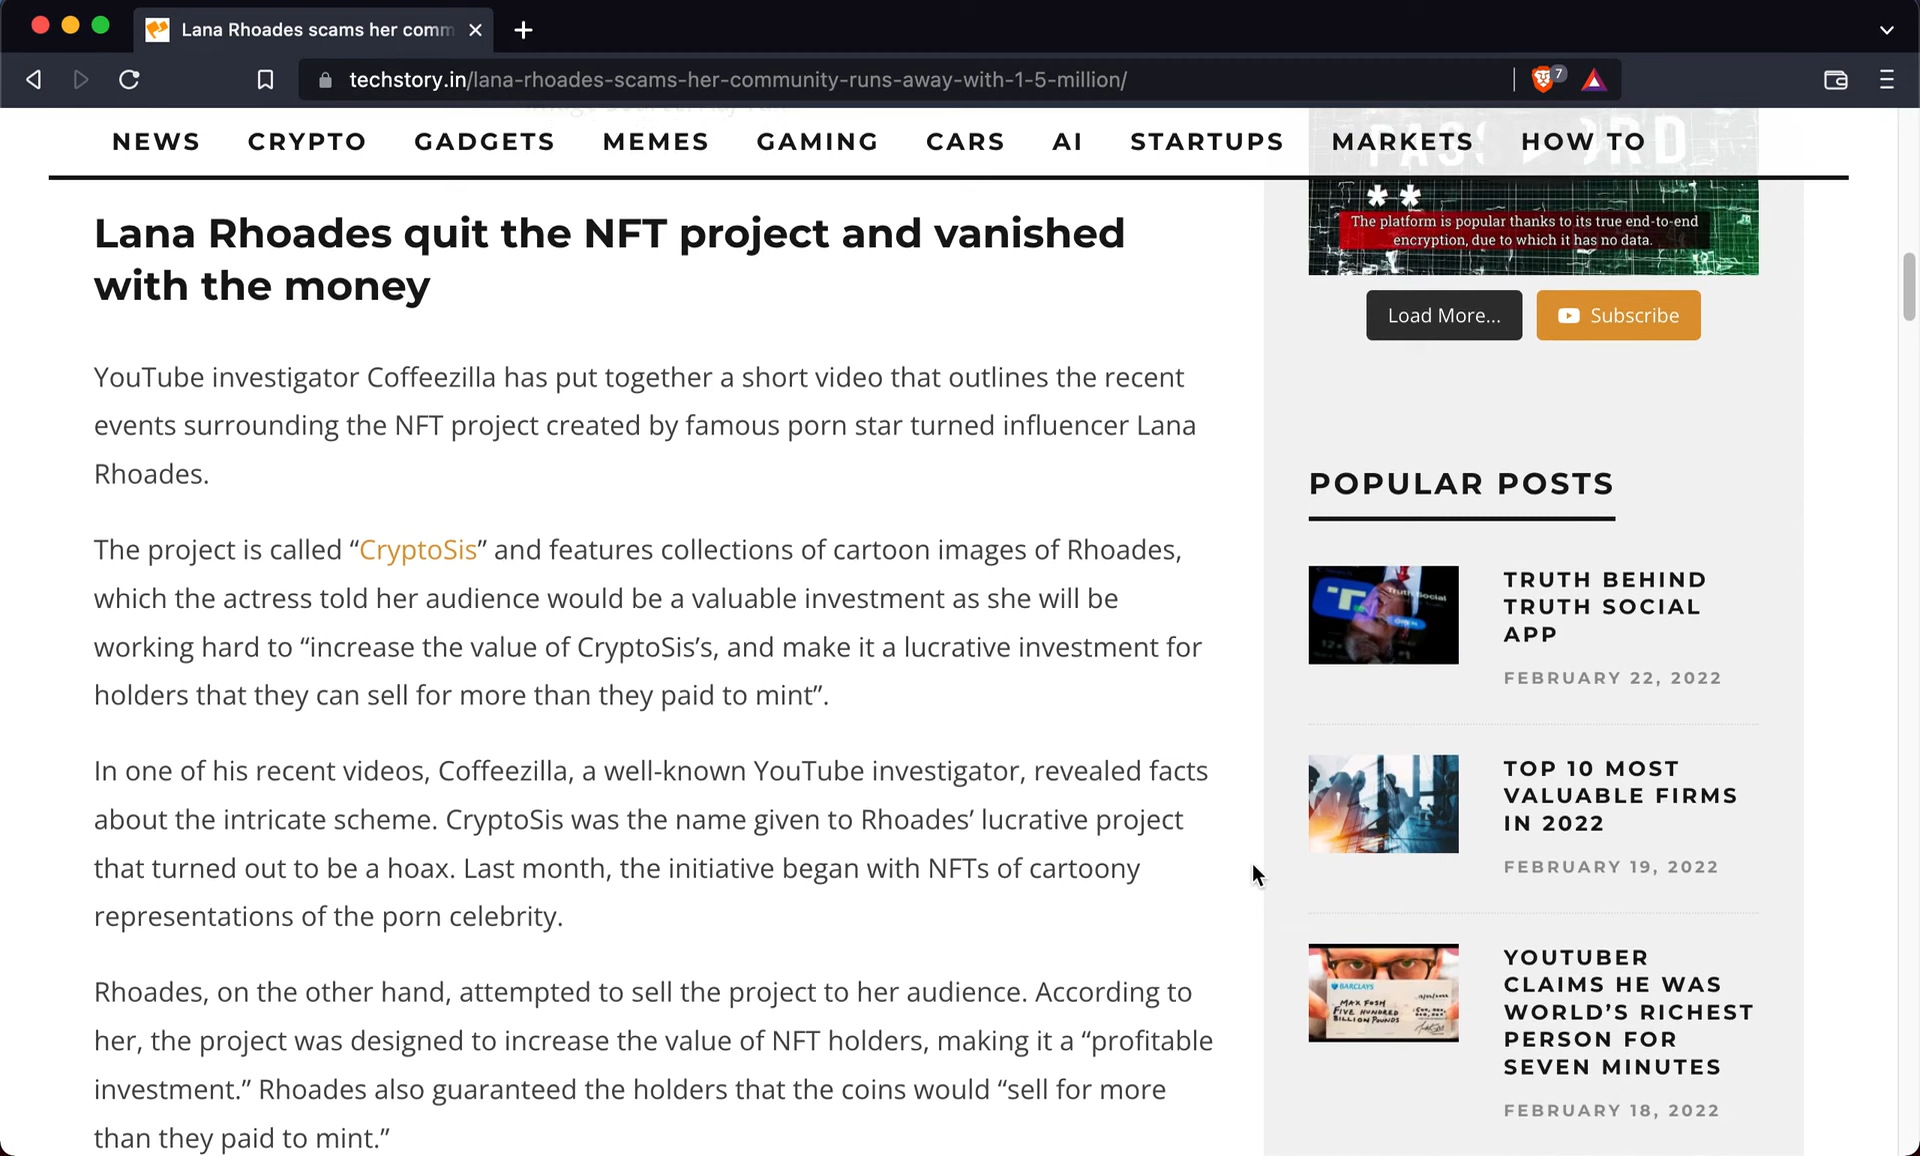 Lana Rhoades scams her comm
techstory.in/lana-rhoades-scams-her-community-runs-away-with-1-5-million/
7
NEWS CRYPTO GADGETS MEMES GAMING CARS AI STARTUPS MARKETS HOW TO
**
The platform is popular thanks to its true end-to-end
encryption, due to which it has no data.
Load More... Subscribe
Lana Rhoades quit the NFT project and vanished
with the money
YouTube investigator Coffeezilla has put together a short video that outlines the recent
events surrounding the NFT project created by famous porn star turned influencer Lana
Rhoades.
The project is called “CryptoSis” and features collections of cartoon images of Rhoades,
which the actress told her audience would be a valuable investment as she will be
working hard to “increase the value of CryptoSis’s, and make it a lucrative investment for
holders that they can sell for more than they paid to mint”.
In one of his recent videos, Coffeezilla, a well-known YouTube investigator, revealed facts
about the intricate scheme. CryptoSis was the name given to Rhoades’ lucrative project
that turned out to be a hoax. Last month, the initiative began with NFTs of cartoony
representations of the porn celebrity.
Rhoades, on the other hand, attempted to sell the project to her audience. According to
her, the project was designed to increase the value of NFT holders, making it a “profitable
investment.” Rhoades also guaranteed the holders that the coins would “sell for more
than they paid to mint.”
POPULAR POSTS
Truth Social
TRUTH BEHIND
TRUTH SOCIAL
APP
FEBRUARY 22, 2022
TOP 10 MOST
VALUABLE FIRMS
IN 2022
FEBRUARY 19, 2022
BARCLAYS
MAX FOSH
FIVE HUNDRED
BILLION POUNDS
YOUTUBER
CLAIMS HE WAS
WORLD’S RICHEST
PERSON FOR
SEVEN MINUTES
FEBRUARY 18, 2022